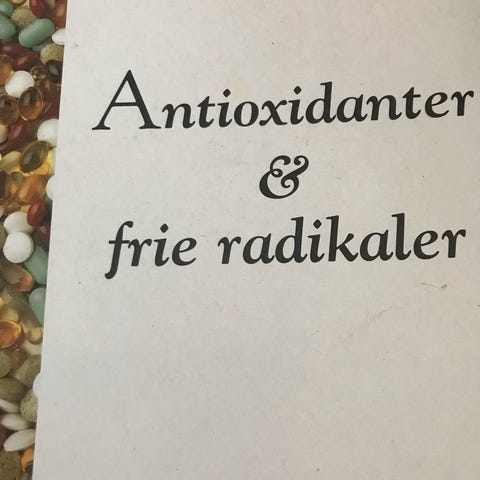 Antioxidanter
&
frie radikaler